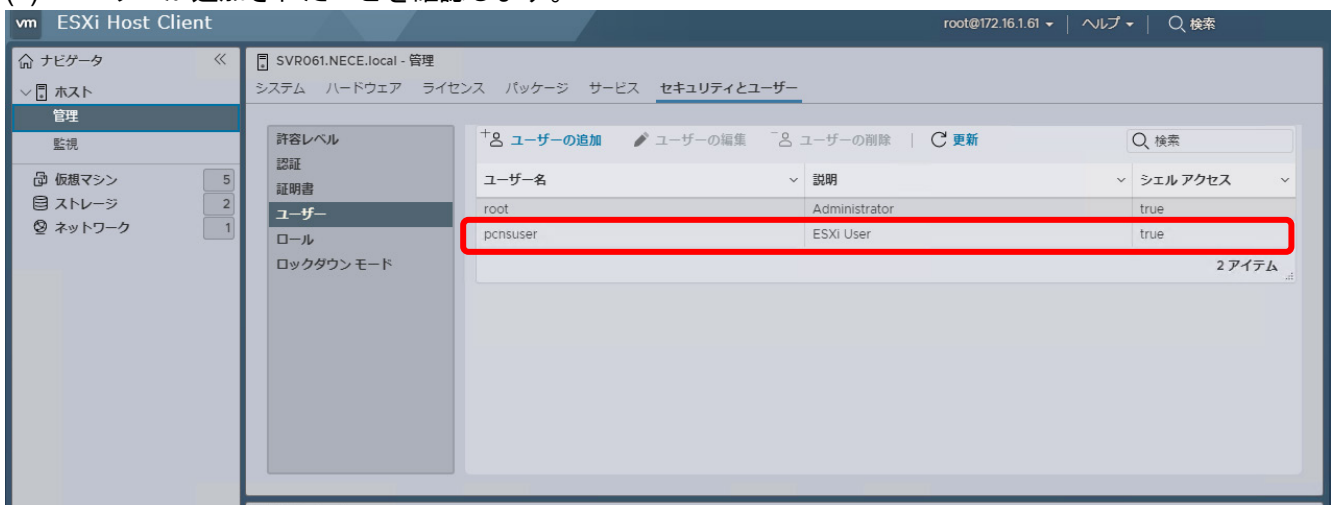 vm ESXi Host Client root@172.16.1.61 ヘルプ 検索
ナビゲータ
ホスト
管理
監視
仮想マシン 5
ストレージ 2
ネットワーク 1
SVR061.NECE.local - 管理
システム ハードウェア ライセンス パッケージ サービス セキュリティとユーザー
許容レベル
認証
証明書
ユーザー
ロール
ロックダウン モード
ユーザーの追加 ユーザーの編集 ユーザーの削除 | 更新 検索
ユーザー名 説明 シェル アクセス
root Administrator true
pcnsuser ESXi User true
2 アイテム